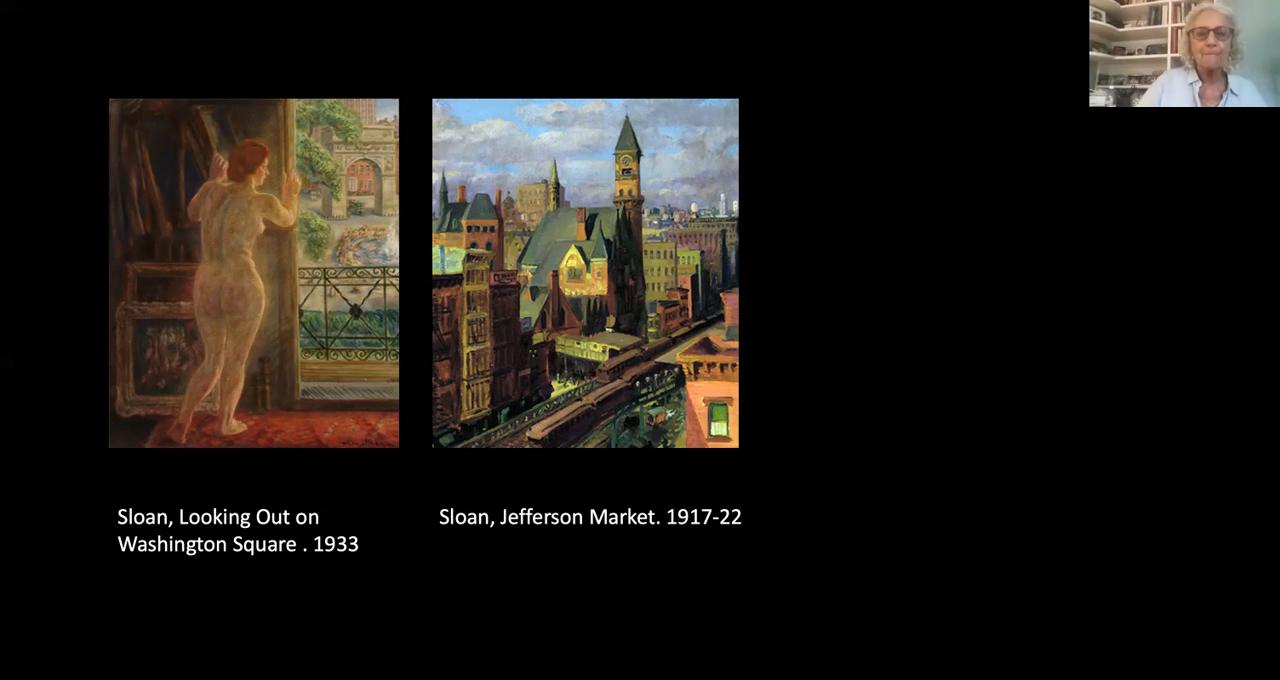 Sloan, Looking Out on
Washington Square . 1933
Sloan, Jefferson Market. 1917-22